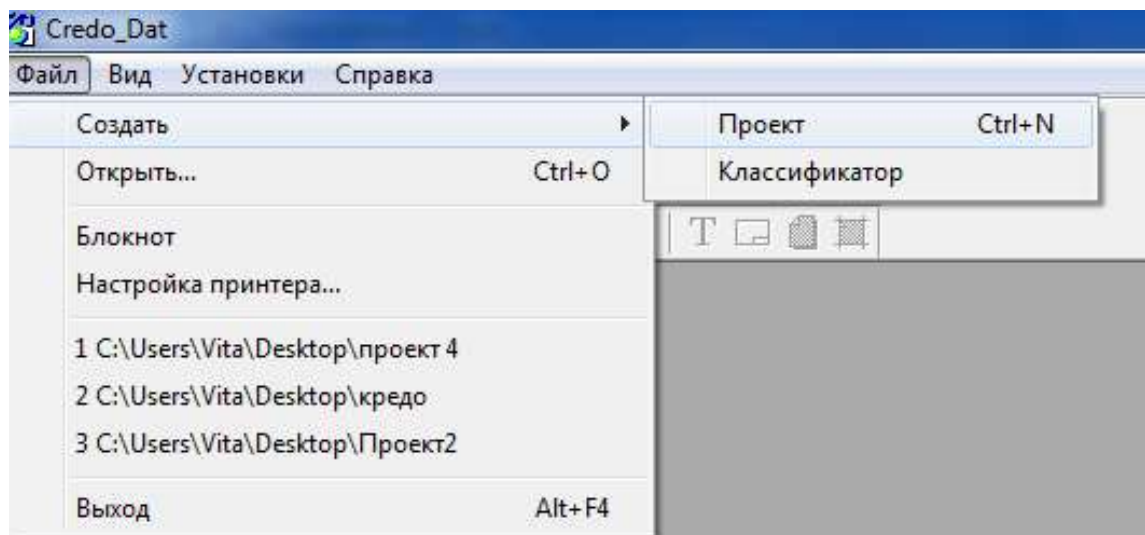 Credo_Dat
Файл Вид Установки Справка
Создать
Проект Ctrl+N
Открыть... Ctrl+O
Классификатор
Блокнот
T
Настройка принтера...
1 C:\Users\Vita\Desktop\проект 4
2 C:\Users\Vita\Desktop\кредо
3 C:\Users\Vita\Desktop\Проект2
Выход Alt+F4